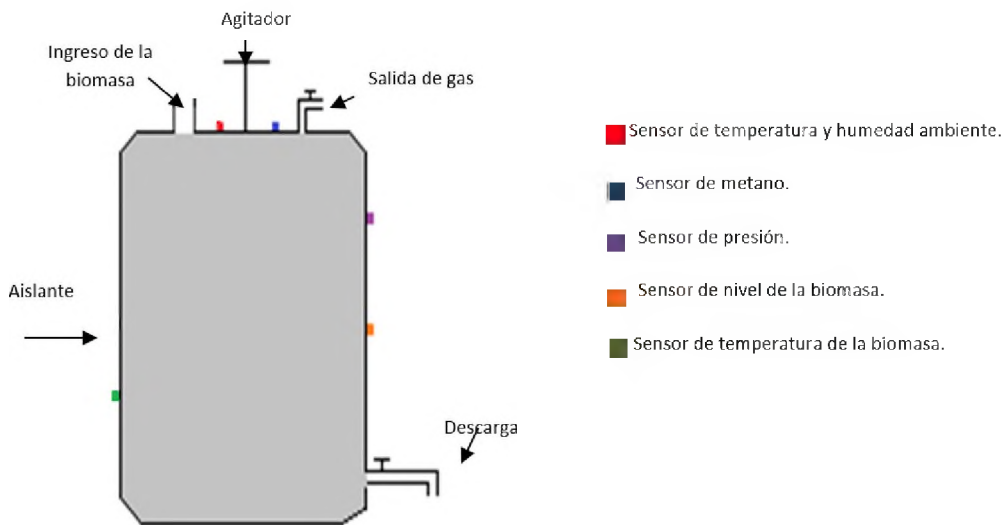 Agitador
Ingreso de la
biomasa
Salida de gas
Aislante
Descarga
Sensor de temperatura y humedad ambiente.
Sensor de metano.
Sensor de presión.
Sensor de nivel de la biomasa.
Sensor de temperatura de la biomasa.